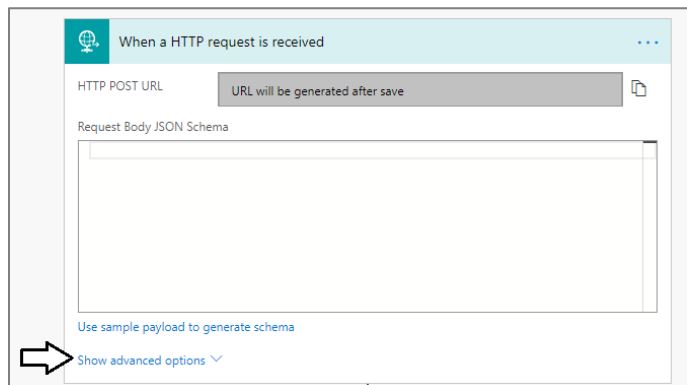 When a HTTP request is received
HTTP POST URL
URL will be generated after save
Request Body JSON Schema
Use sample payload to generate schema
Show advanced options